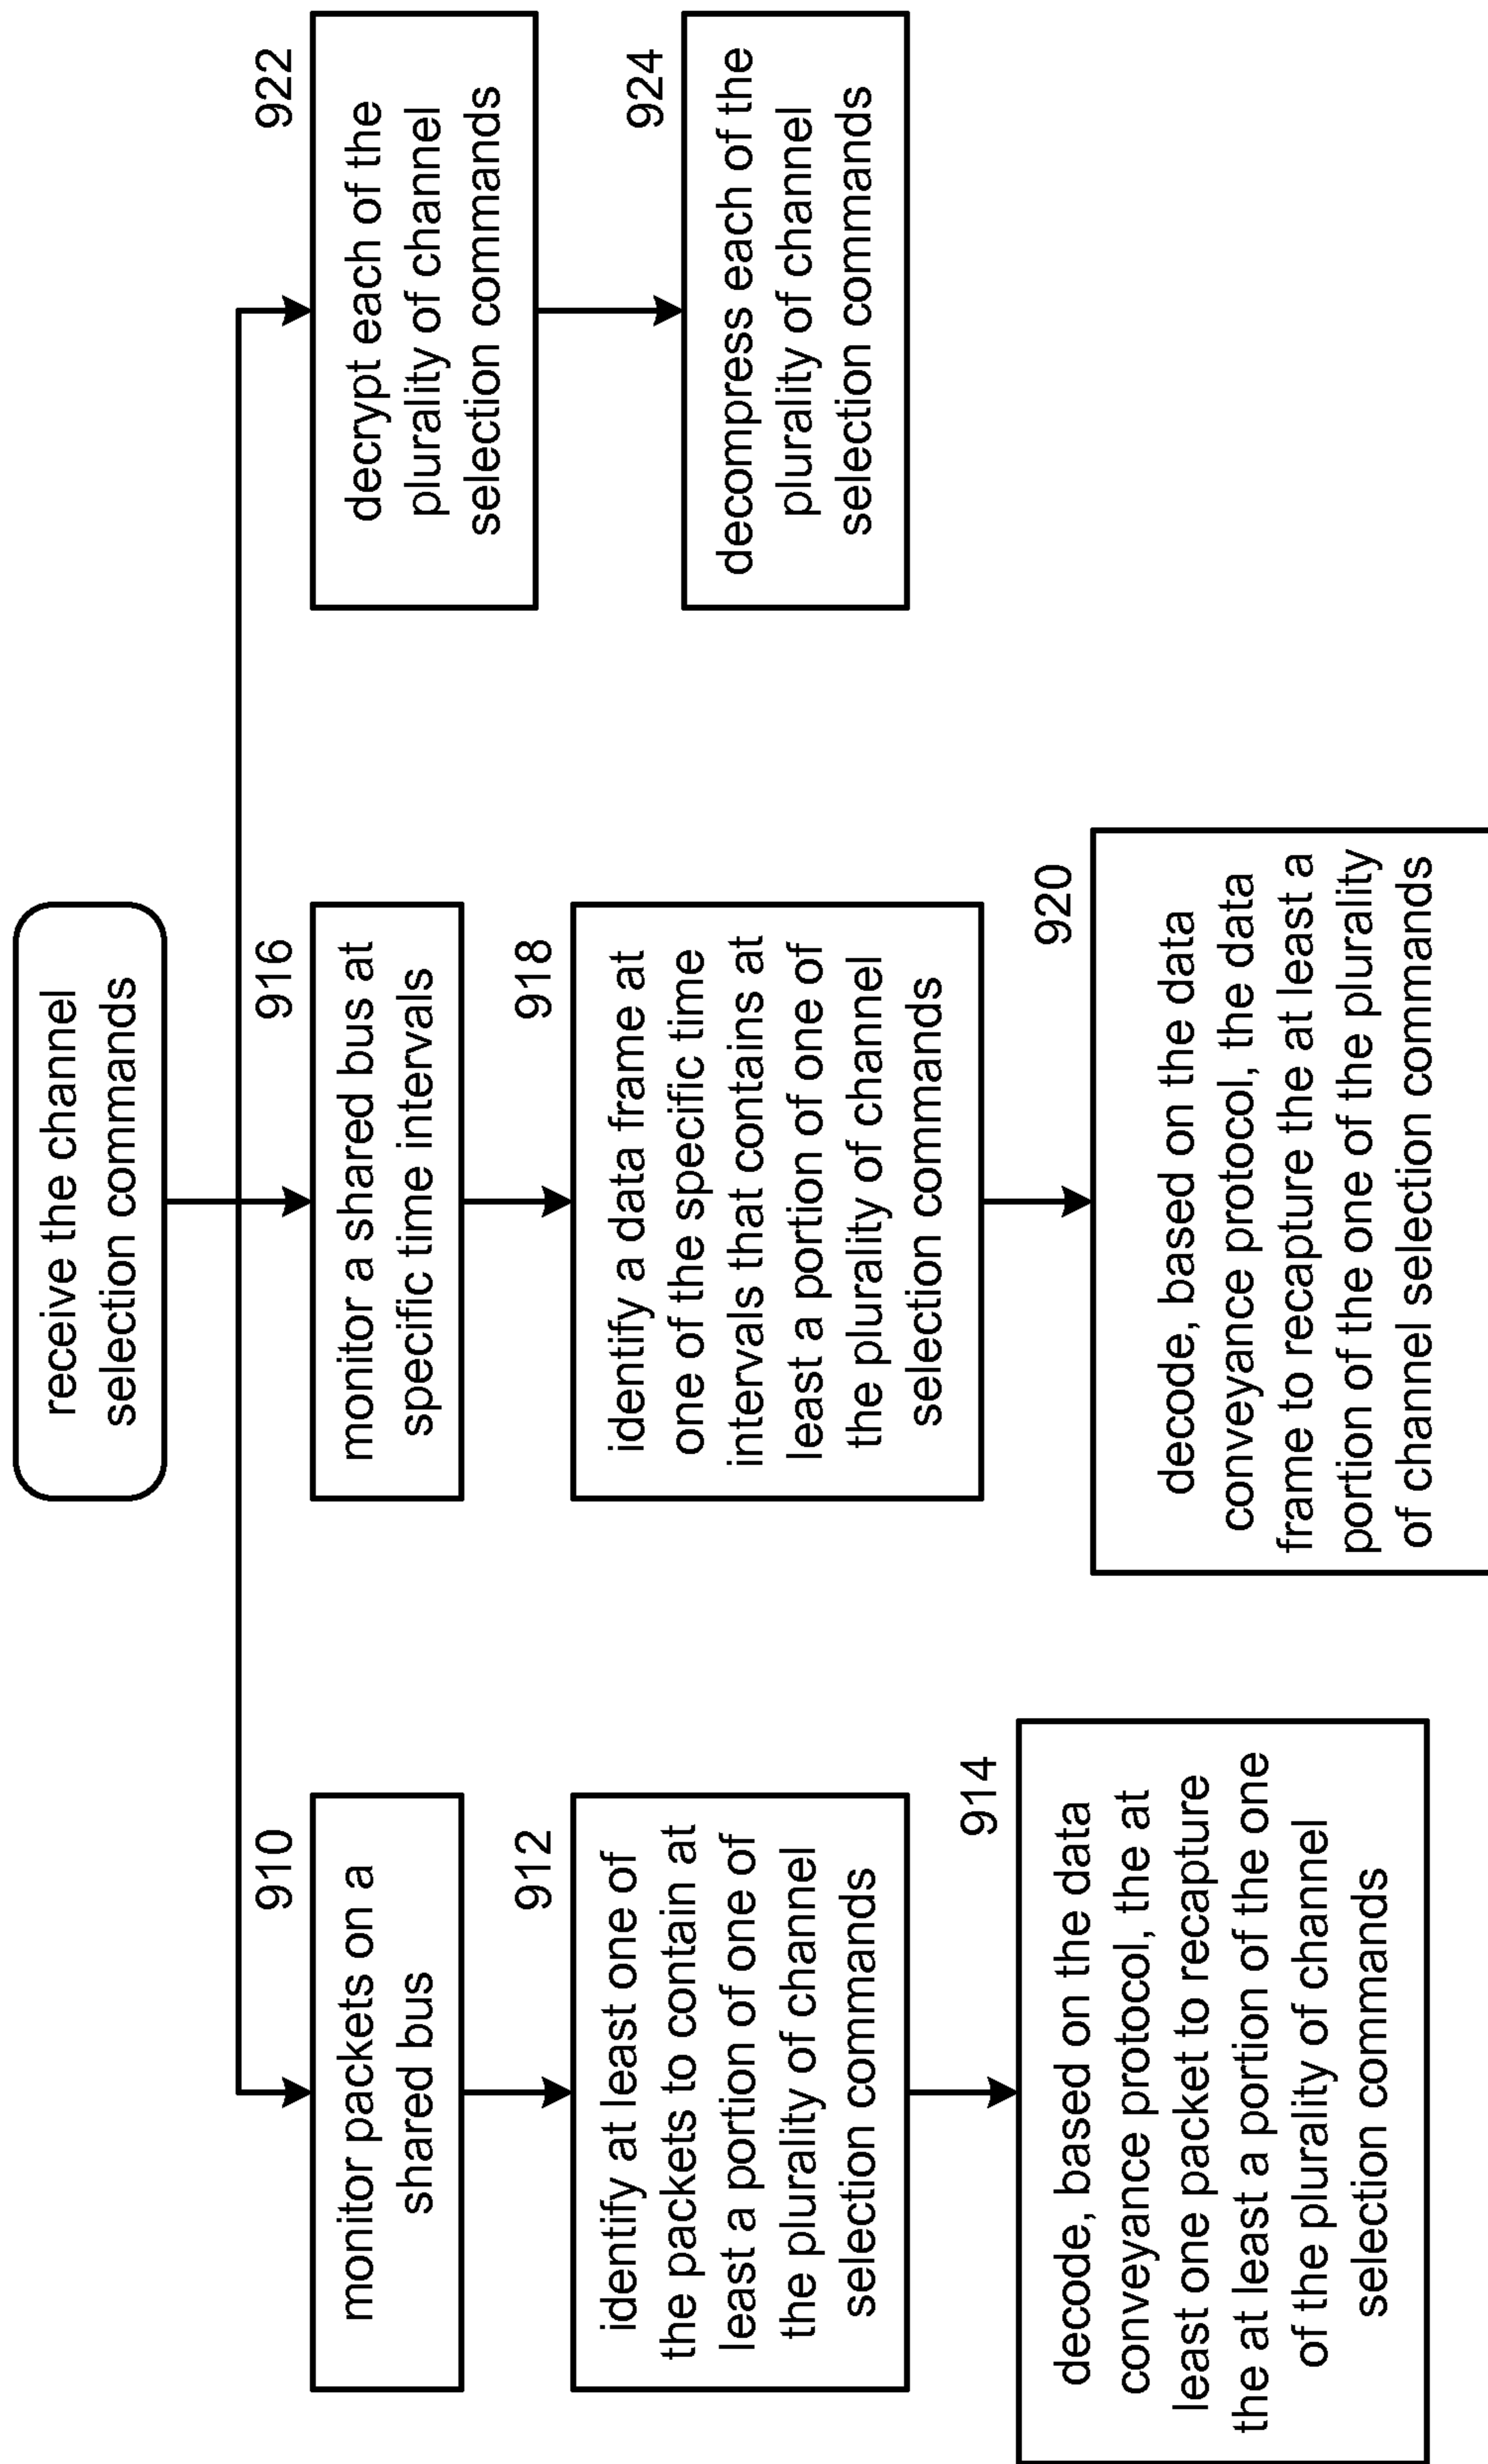 receive the channel
selection commands
910
monitor packets on a
shared bus
912
identify at least one of
the packets to contain at
least a portion of one of
the plurality of channel
selection commands
914
decode, based on the data
conveyance protocol, the at
least one packet to recapture
the at least a portion of the one
of the plurality of channel
selection commands
916
monitor a shared bus at
specific time intervals
918
identify a data frame at
one of the specific time
intervals that contains at
least a portion of one of
the plurality of channel
selection commands
920
decode, based on the data
conveyance protocol, the data
frame to recapture the at least a
portion of the one of the plurality
of channel selection commands
922
decrypt each of the
plurality of channel
selection commands
924
decompress each of the
plurality of channel
selection commands